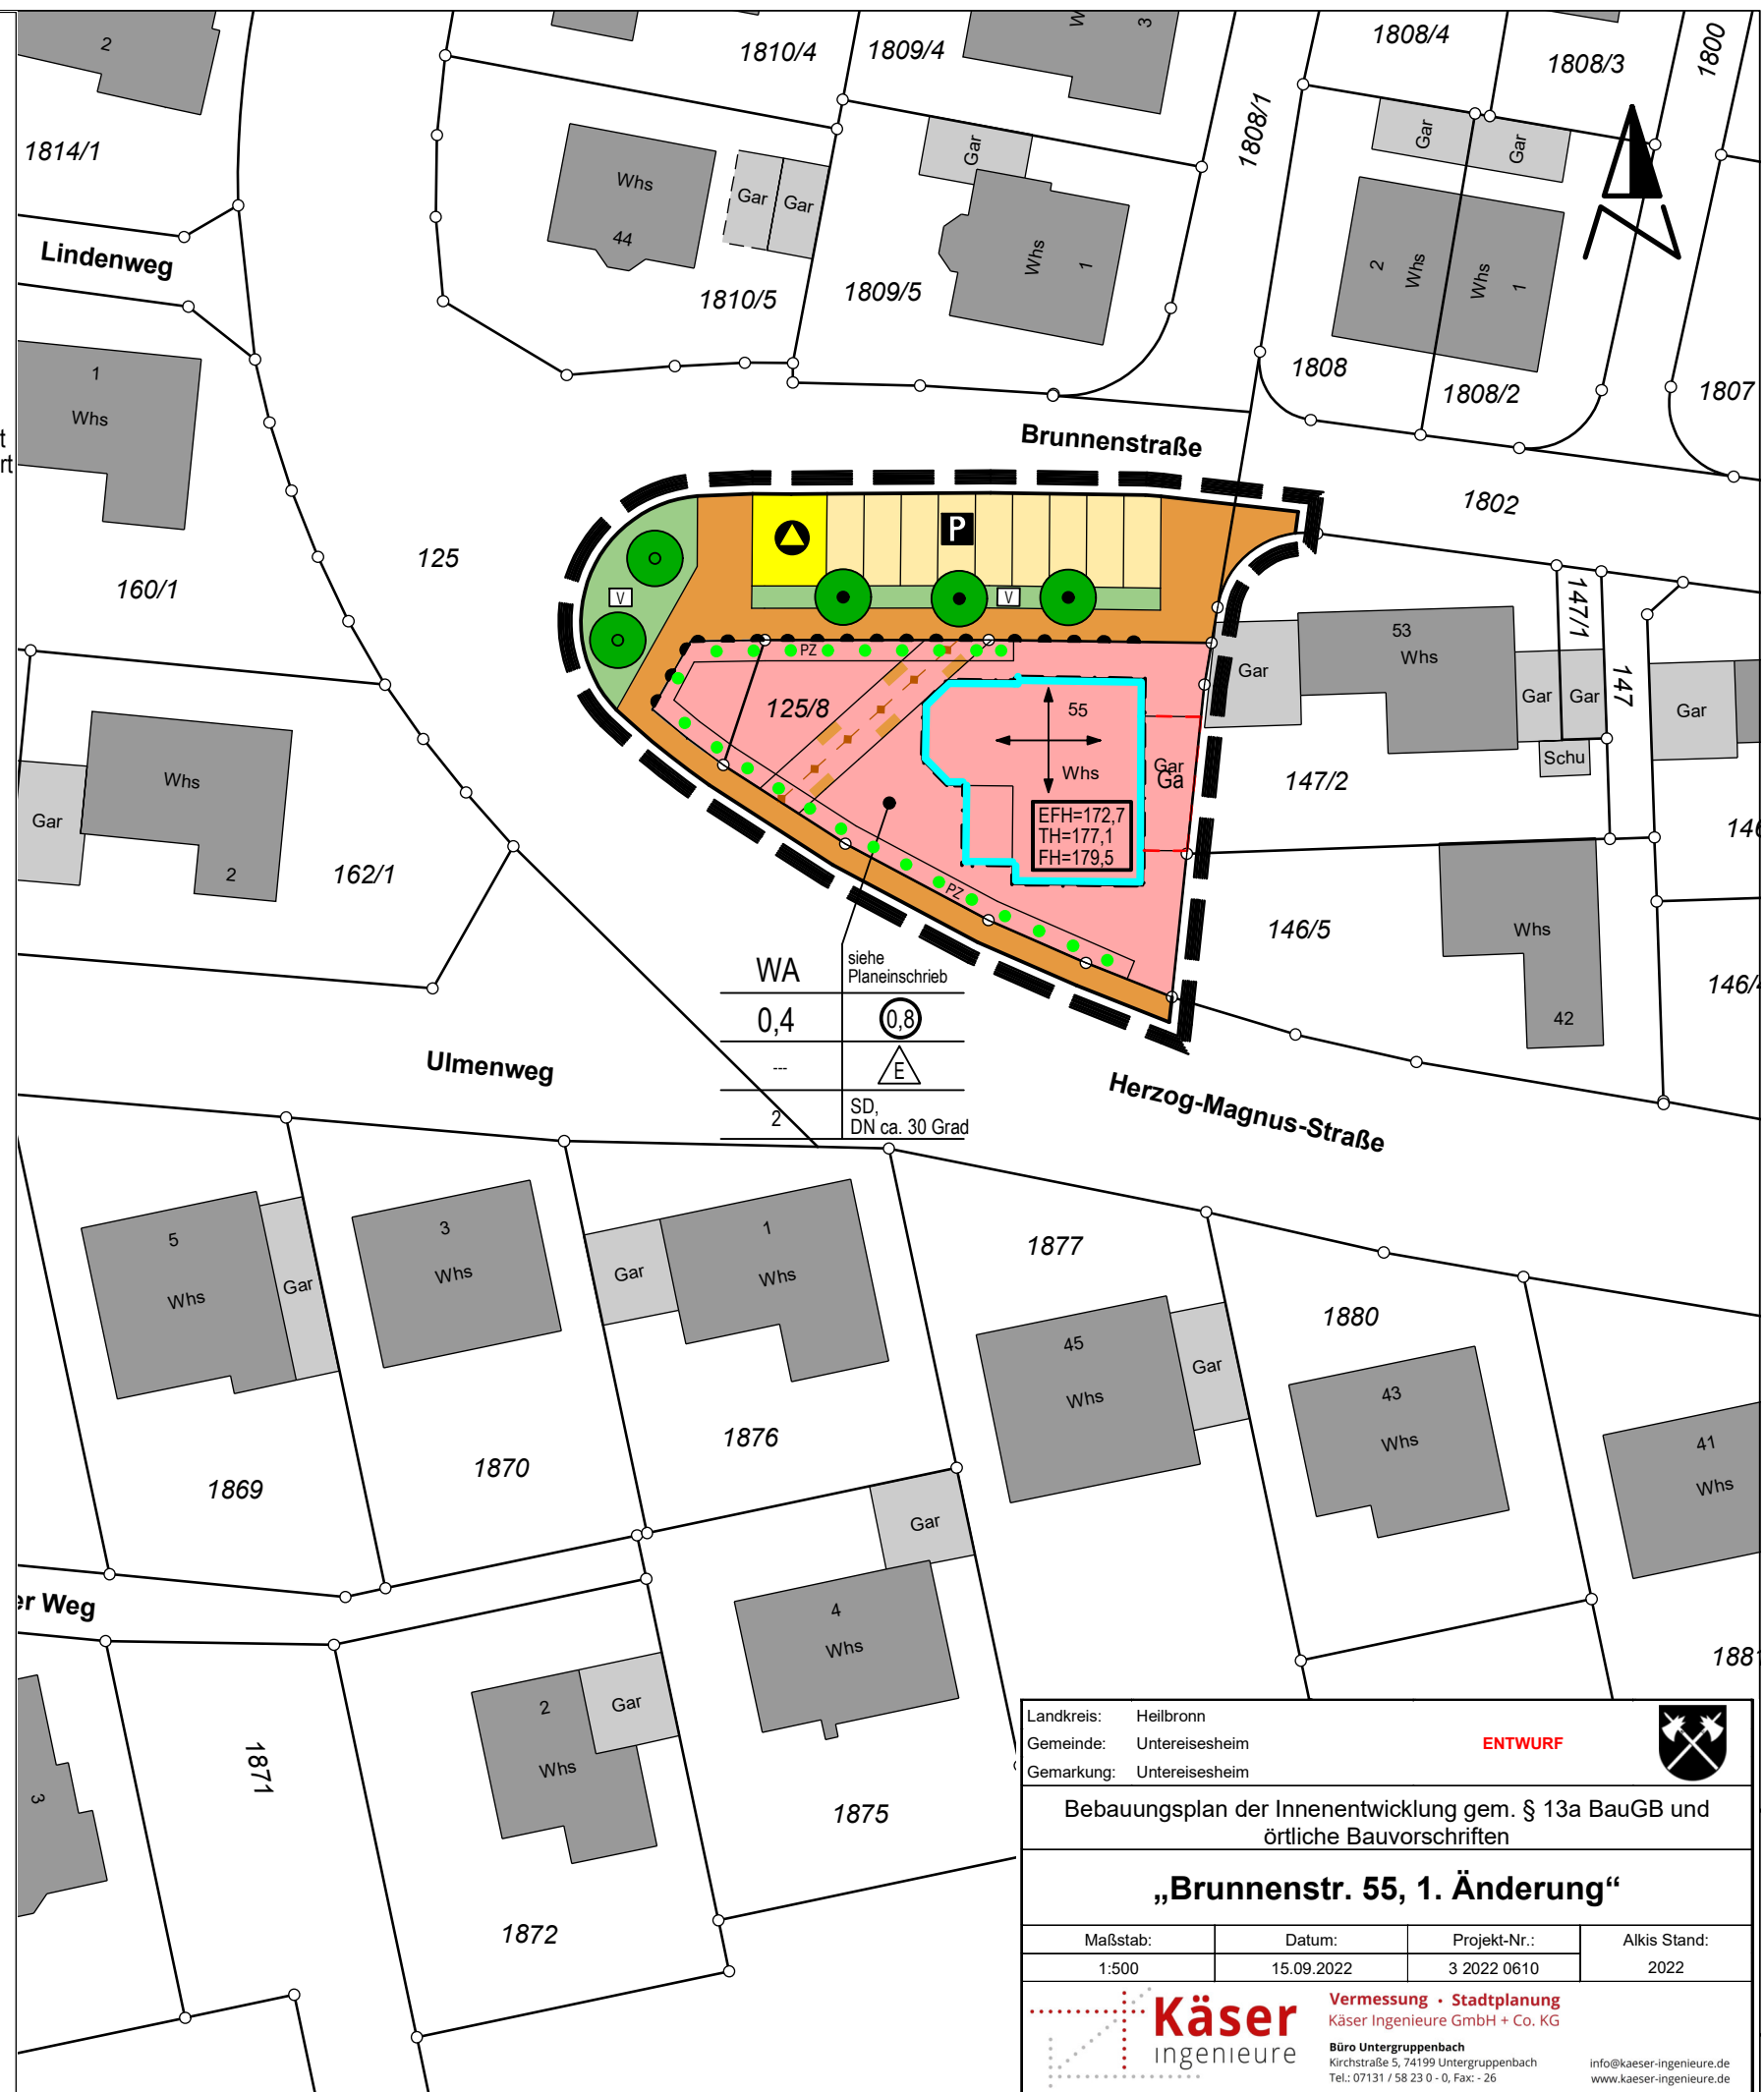 2
1810/4
1809/4
3
1808/4
1808/3
1800
1814/1
1808/1
Gar
Gar
Gar
Whs
44
Gar
Gar
Whs
1
2
Whs
Whs
1
Lindenweg
1810/5
1809/5
1808
1808/2
1807
1
Whs
t
rt
Brunnenstraße
1802
125
160/1
P
V
V
147/1
147
53
Whs
Gar
Gar
Gar
Gar
Schu
PZ
125/8
55
Whs
Gar
Ga
EFH=172,7
TH=177,1
FH=179,5
147/2
Whs
2
Gar
162/1
PZ
146/5
Whs
42
146/
WA
siehe
Planeinschrieb
0,4
0,8
---
E
2
SD,
DN ca. 30 Grad
Ulmenweg
Herzog-Magnus-Straße
5
Whs
Gar
3
Whs
Gar
1
Whs
1877
1880
45
Whs
Gar
43
Whs
41
Whs
1869
1870
1876
Gar
er Weg
4
Whs
1881
2
Whs
Gar
3
1871
1875
1872
Landkreis: Heilbronn
Gemeinde: Untereisesheim
ENTWURF
Gemarkung: Untereisesheim
Bebauungsplan der Innenentwicklung gem. § 13a BauGB und
örtliche Bauvorschriften
„Brunnenstr. 55, 1. Änderung“
Maßstab: Datum: Projekt-Nr.: Alkis Stand:
1:500 15.09.2022 3 2022 0610 2022
Käser
ingenieure
Vermessung · Stadtplanung
Käser Ingenieure GmbH + Co. KG
Büro Untergruppenbach
Kirchstraße 5, 74199 Untergruppenbach
Tel.: 07131 / 58 23 0 - 0, Fax: - 26
info@kaeser-ingenieure.de
www.kaeser-ingenieure.de